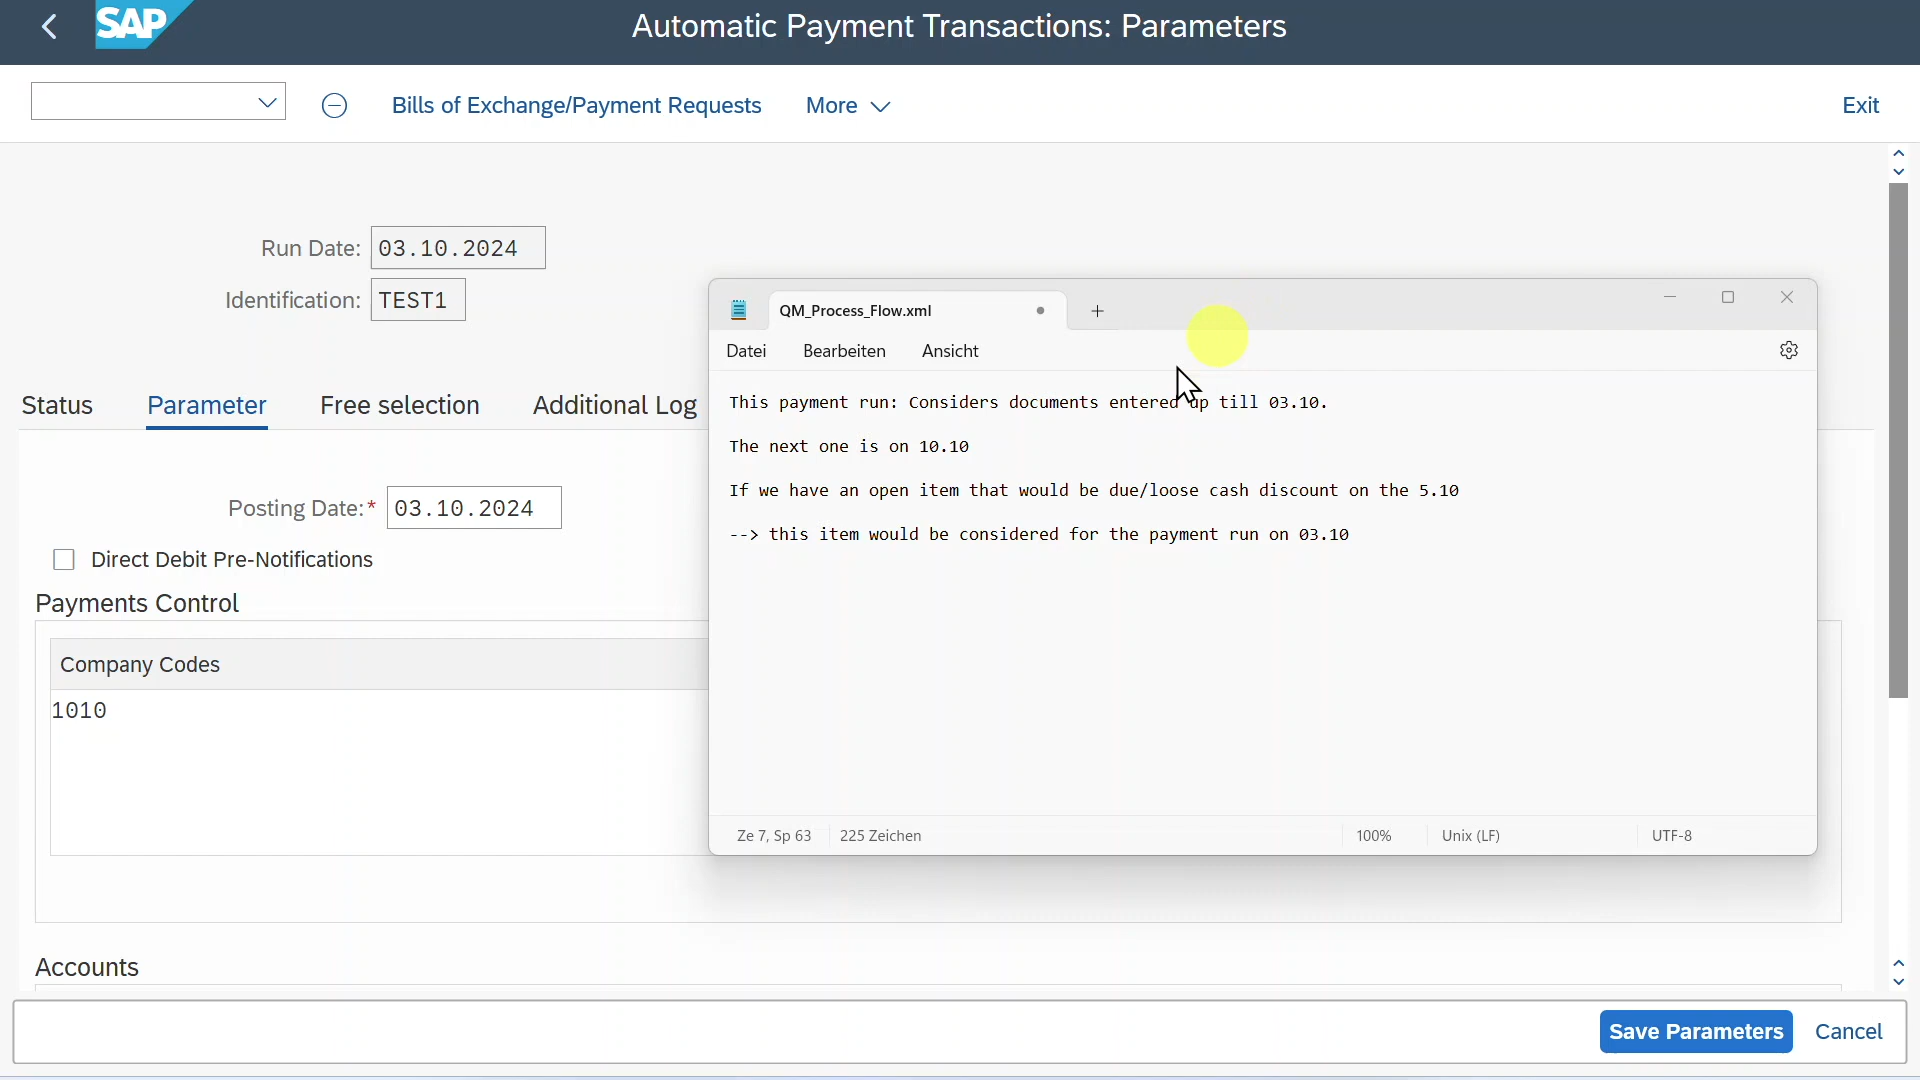 SAP
Automatic Payment Transactions: Parameters
Bills of Exchange/Payment Requests
More
Exit
Run Date: 03.10.2024
Identification: TEST1
Status
Parameter
Free selection
Additional Log
Posting Date:* 03.10.2024
Direct Debit Pre-Notifications
Payments Control
Company Codes
1010
Accounts
Save Parameters
Cancel
QM_Process_Flow.xml
Datei
Bearbeiten
Ansicht
This payment run: Considers documents entered up till 03.10.
The next one is on 10.10
If we have an open item that would be due/loose cash discount on the 5.10
--> this item would be considered for the payment run on 03.10
Ze 7, Sp 63
225 Zeichen
100%
Unix (LF)
UTF-8